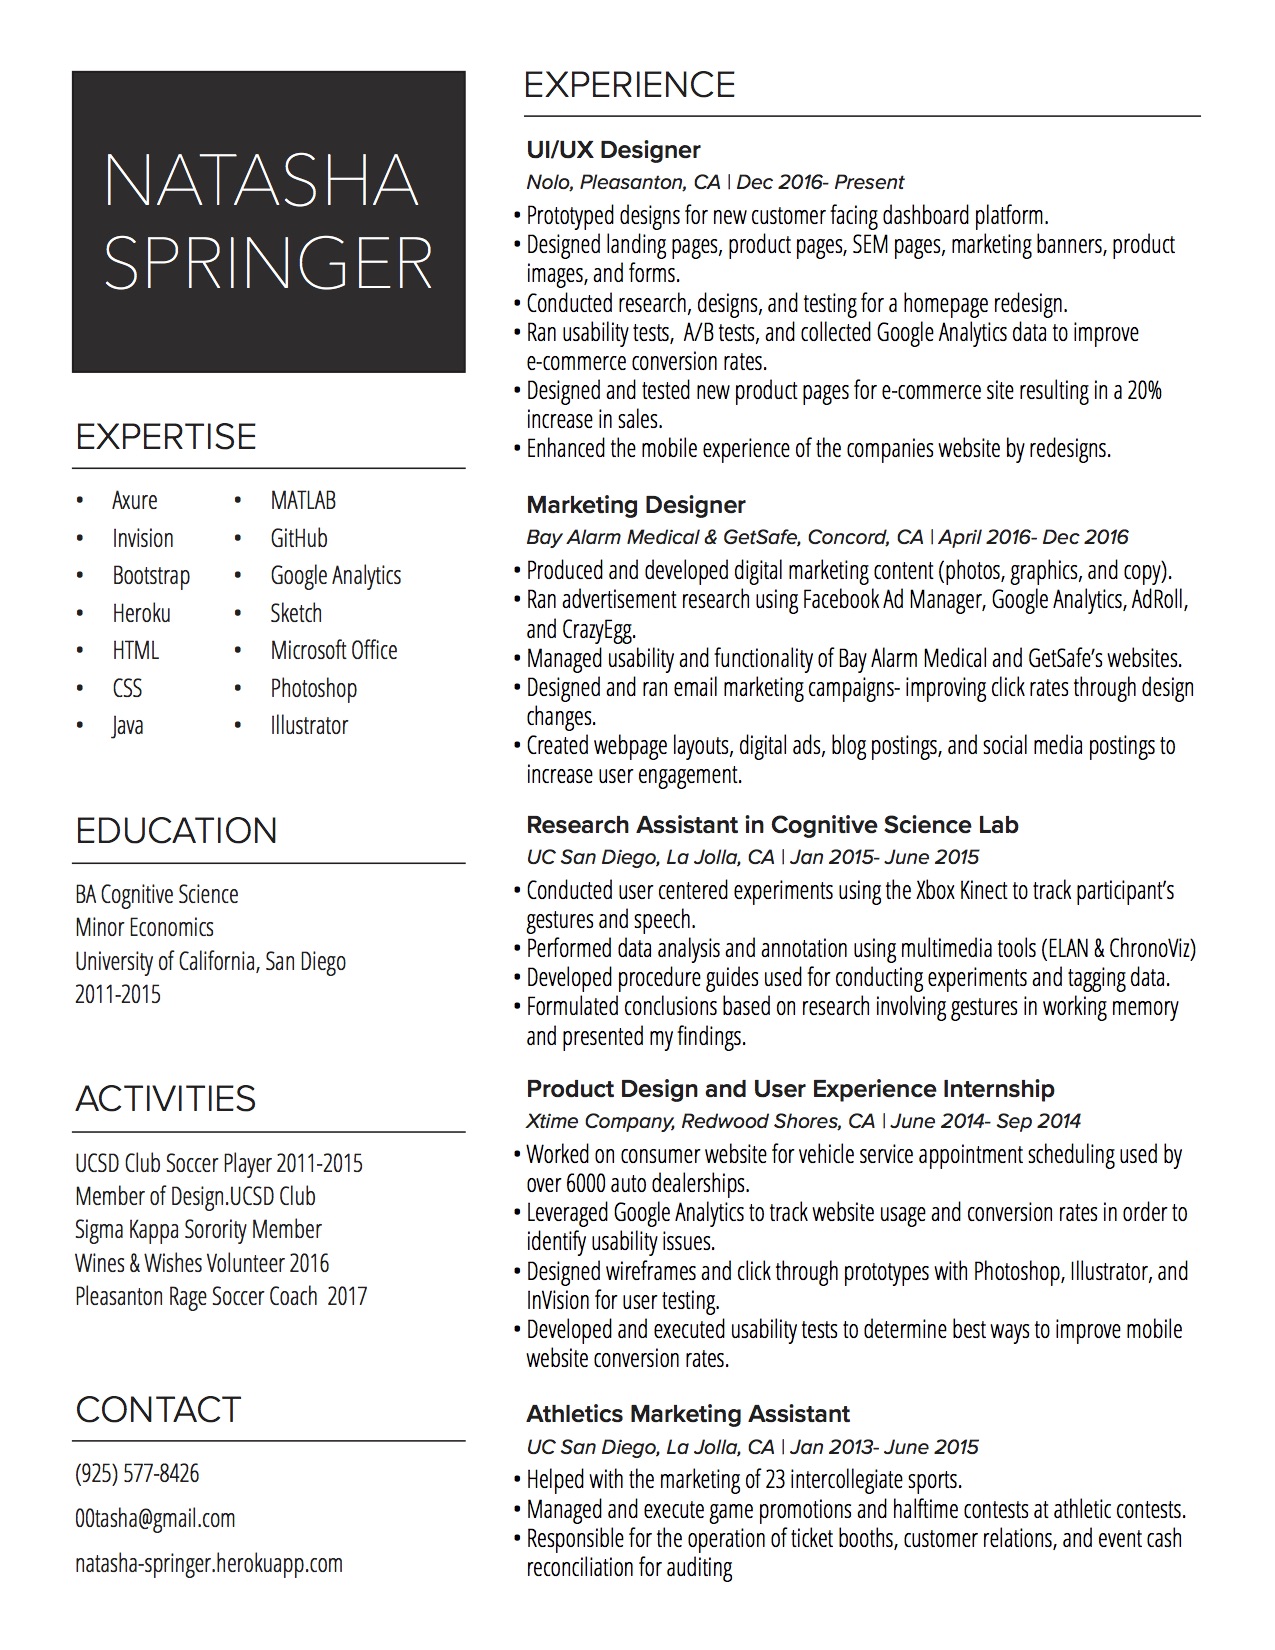 NATASHA
SPRINGER
EXPERTISE
• Axure
• Invision
• Bootstrap
• Heroku
• HTML
• CSS
• Java
• MATLAB
• GitHub
• Google Analytics
• Sketch
• Microsoft Office
• Photoshop
• Illustrator
EDUCATION
BA Cognitive Science
Minor Economics
University of California, San Diego
2011-2015
ACTIVITIES
UCSD Club Soccer Player 2011-2015
Member of Design.UCSD Club
Sigma Kappa Sorority Member
Wines & Wishes Volunteer 2016
Pleasanton Rage Soccer Coach  2017
CONTACT
(925) 577-8426
00tasha@gmail.com
natasha-springer.herokuapp.com
EXPERIENCE
UI/UX Designer
Nolo, Pleasanton, CA | Dec 2016- Present
• Prototyped designs for new customer facing dashboard platform.
• Designed landing pages, product pages, SEM pages, marketing banners, product
images, and forms.
• Conducted research, designs, and testing for a homepage redesign.
• Ran usability tests,  A/B tests, and collected Google Analytics data to improve
e-commerce conversion rates.
• Designed and tested new product pages for e-commerce site resulting in a 20%
increase in sales.
• Enhanced the mobile experience of the companies website by redesigns.
Marketing Designer
Bay Alarm Medical & GetSafe, Concord, CA | April 2016- Dec 2016
• Produced and developed digital marketing content (photos, graphics, and copy).
• Ran advertisement research using Facebook Ad Manager, Google Analytics, AdRoll,
and CrazyEgg.
• Managed usability and functionality of Bay Alarm Medical and GetSafe's websites.
• Designed and ran email marketing campaigns- improving click rates through design
changes.
• Created webpage layouts, digital ads, blog postings, and social media postings to
increase user engagement.
Research Assistant in Cognitive Science Lab
UC San Diego, La Jolla, CA | Jan 2015- June 2015
• Conducted user centered experiments using the Xbox Kinect to track participant's
gestures and speech.
• Performed data analysis and annotation using multimedia tools (ELAN & ChronoViz)
• Developed procedure guides used for conducting experiments and tagging data.
• Formulated conclusions based on research involving gestures in working memory
and presented my findings.
Product Design and User Experience Internship
Xtime Company, Redwood Shores, CA | June 2014- Sep 2014
• Worked on consumer website for vehicle service appointment scheduling used by
over 6000 auto dealerships.
• Leveraged Google Analytics to track website usage and conversion rates in order to
identify usability issues.
• Designed wireframes and click through prototypes with Photoshop, Illustrator, and
InVision for user testing.
• Developed and executed usability tests to determine best ways to improve mobile
website conversion rates.
Athletics Marketing Assistant
UC San Diego, La Jolla, CA | Jan 2013- June 2015
• Helped with the marketing of 23 intercollegiate sports.
• Managed and execute game promotions and halftime contests at athletic contests.
• Responsible for the operation of ticket booths, customer relations, and event cash
reconciliation for auditing